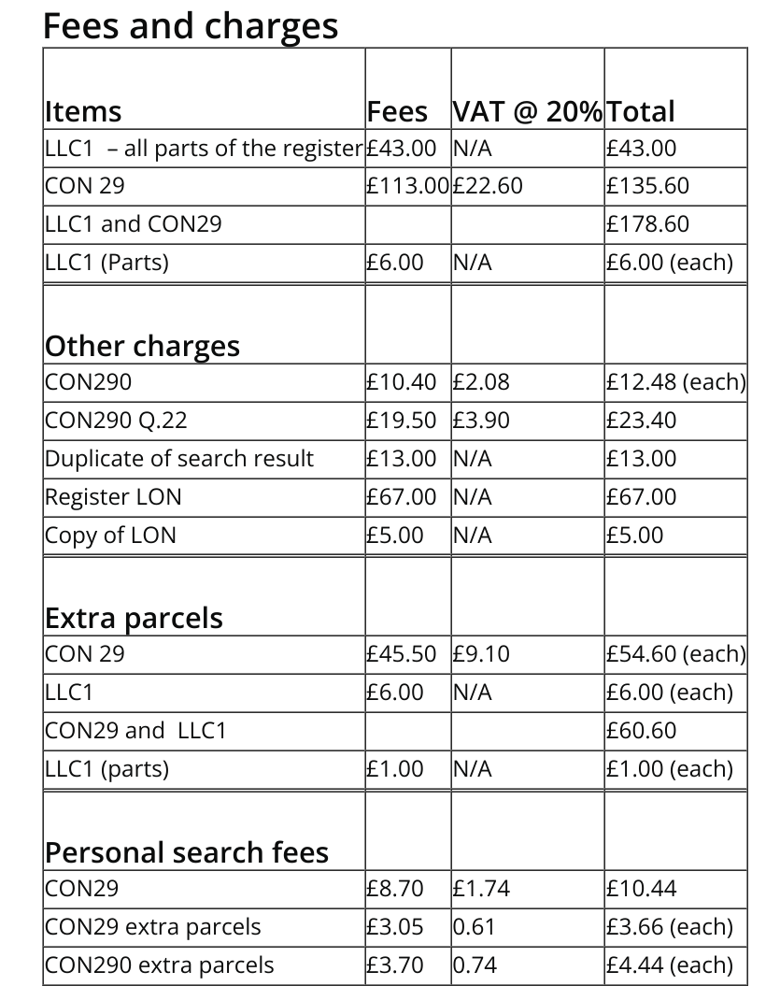 Fees and charges
Items Fees VAT @ 20% Total
LLC1  – all parts of the register £43.00 N/A £43.00
CON 29 £113.00 £22.60 £135.60
LLC1 and CON29 £178.60
LLC1 (Parts) £6.00 N/A £6.00 (each)
Other charges
CON290 £10.40 £2.08 £12.48 (each)
CON290 Q.22 £19.50 £3.90 £23.40
Duplicate of search result £13.00 N/A £13.00
Register LON £67.00 N/A £67.00
Copy of LON £5.00 N/A £5.00
Extra parcels
CON 29 £45.50 £9.10 £54.60 (each)
LLC1 £6.00 N/A £6.00 (each)
CON29 and  LLC1 £60.60
LLC1 (parts) £1.00 N/A £1.00 (each)
Personal search fees
CON29 £8.70 £1.74 £10.44
CON29 extra parcels £3.05 0.61 £3.66 (each)
CON290 extra parcels £3.70 0.74 £4.44 (each)